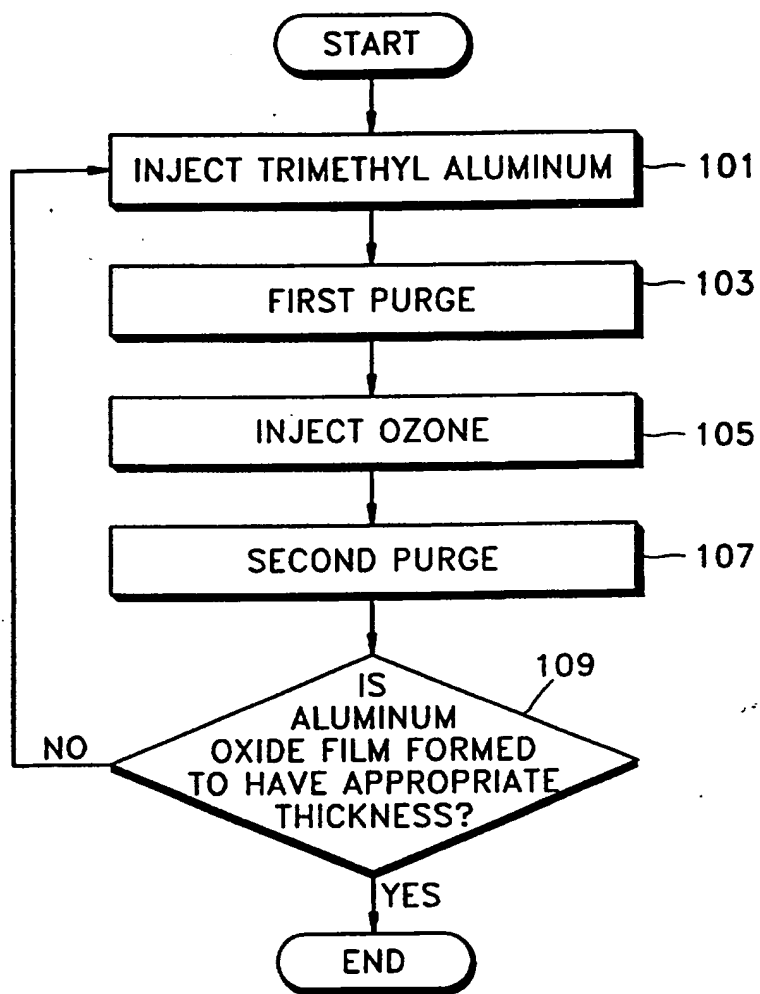 START
INJECT TRIMETHYL ALUMINUM
101
FIRST PURGE
103
INJECT OZONE
105
SECOND PURGE
107
109
IS
ALUMINUM
OXIDE FILM FORMED
TO HAVE APPROPRIATE
THICKNESS?
NO
YES
END